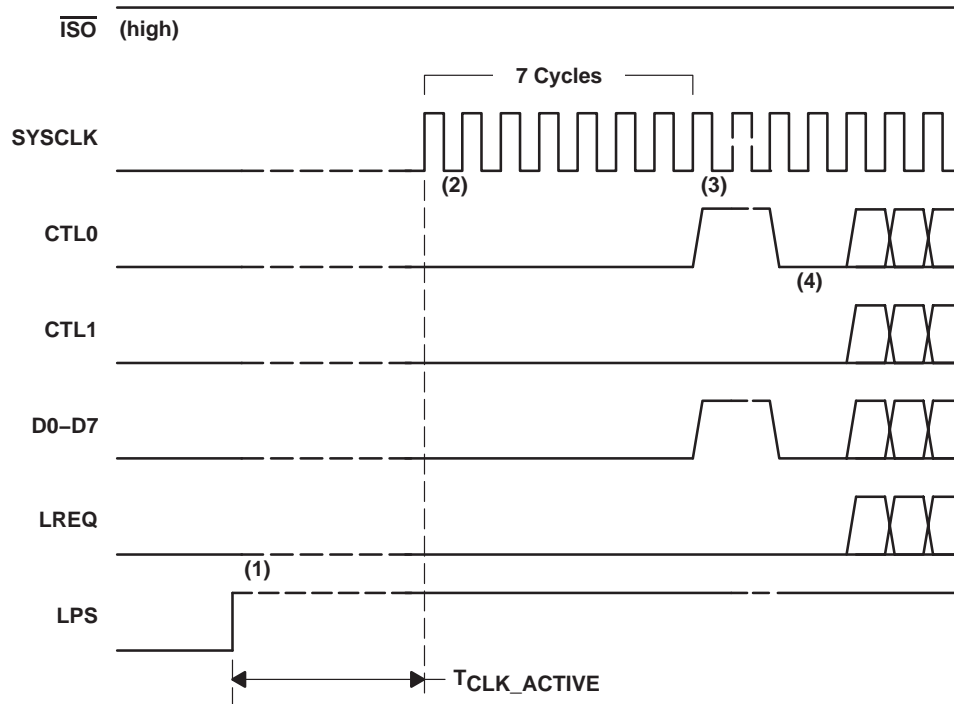 ISO (high)
7 Cycles
SYSCLK
(2) (3)
CTL0
(4)
CTL1
D0–D7
LREQ
(1)
LPS
TCLK_ACTIVE